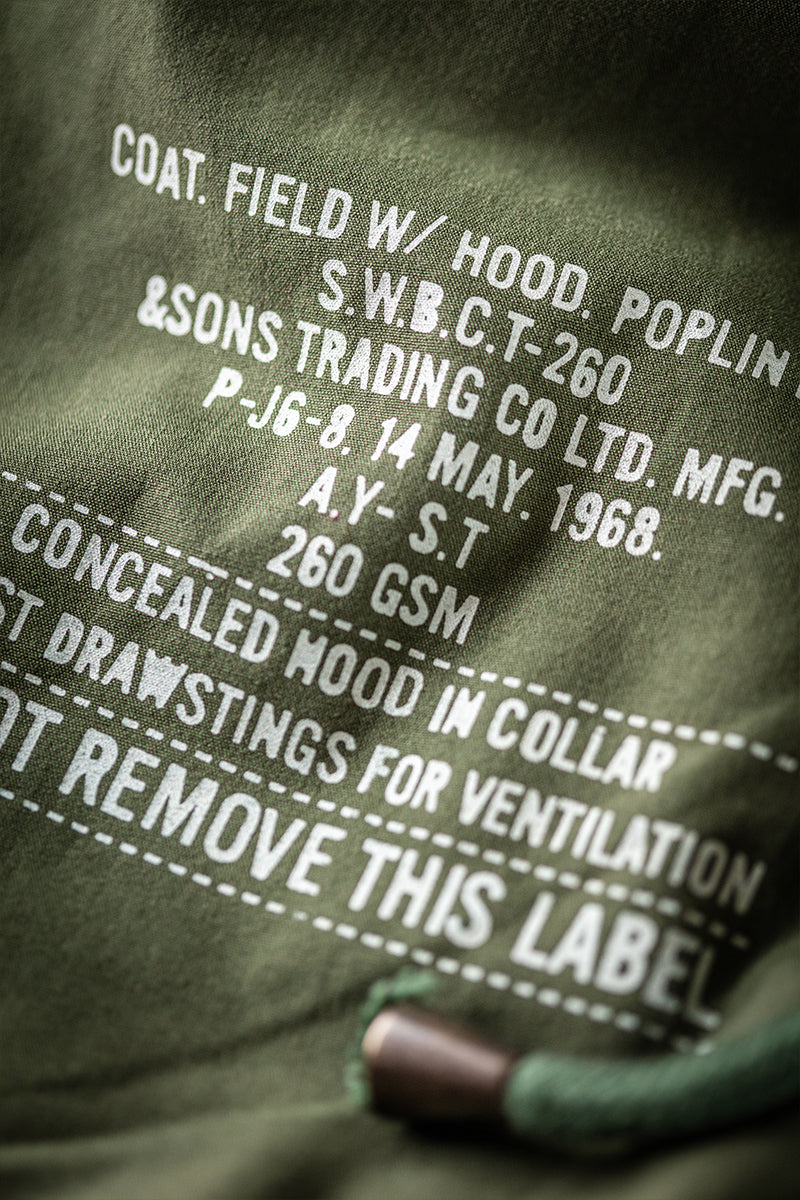 COAT. FIELD W/ HOOD. POPLIN
S.W.B.C.T-260
&SONS TRADING CO LTD. MFG.
P-J6-8, 14 MAY. 1968.
A.Y- S.T
260 GSM
CONCEALED HOOD IN COLLAR
DRAWSTINGS FOR VENTILATION
REMOVE THIS LABEL